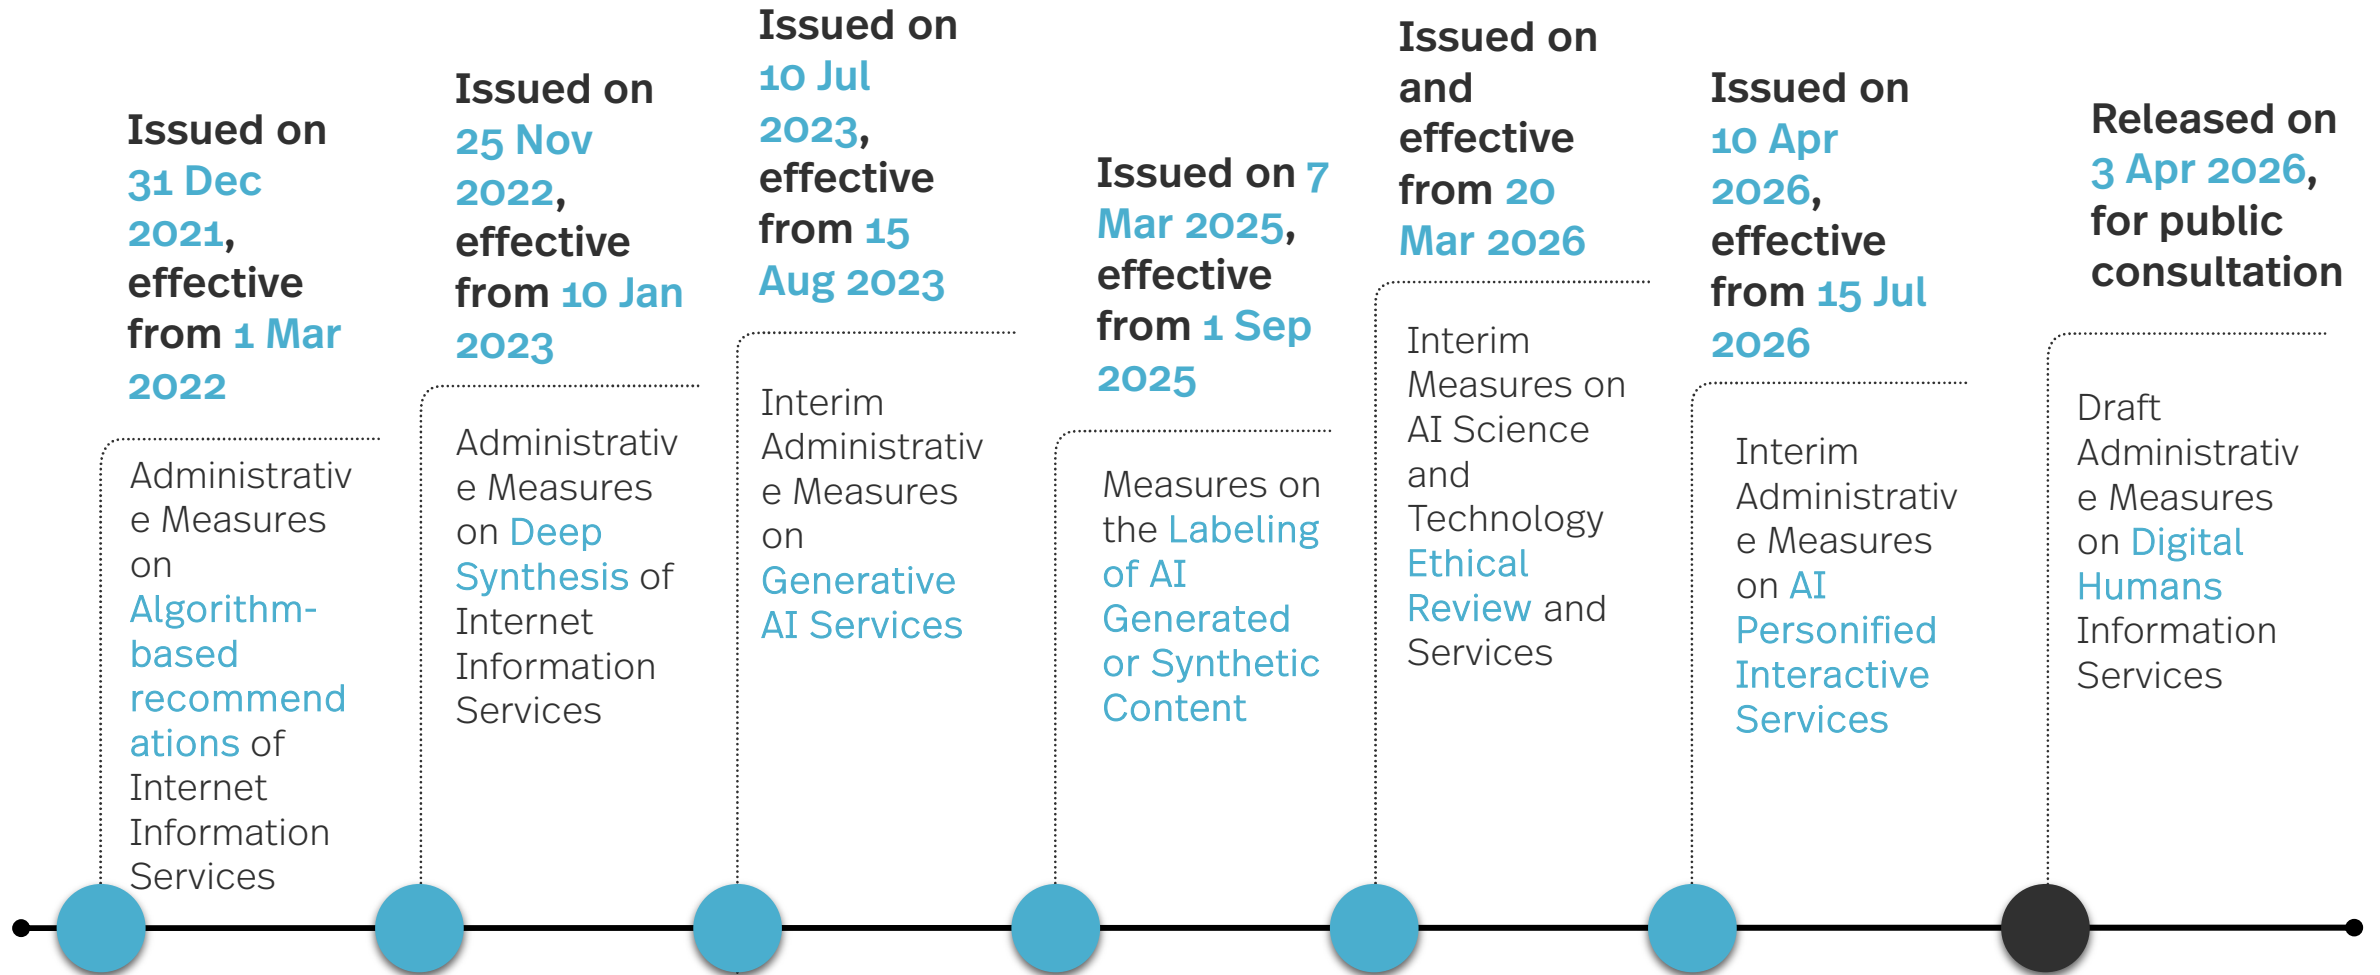 Issued on
31 Dec
2021,
effective
from 1 Mar
2022
Administrativ
e Measures
on
Algorithm-
based
recommend
ations of
Internet
Information
Services
Issued on
25 Nov
2022,
effective
from 10 Jan
2023
Administrativ
e Measures
on Deep
Synthesis of
Internet
Information
Services
Issued on
10 Jul
2023,
effective
from 15
Aug 2023
Interim
Administrativ
e Measures
on
Generative
AI Services
Issued on 7
Mar 2025,
effective
from 1 Sep
2025
Measures on
the Labeling
of AI
Generated
or Synthetic
Content
Issued on
and
effective
from 20
Mar 2026
Interim
Measures on
AI Science
and
Technology
Ethical
Review and
Services
Issued on
10 Apr
2026,
effective
from 15 Jul
2026
Interim
Administrativ
e Measures
on AI
Personified
Interactive
Services
Released on
3 Apr 2026,
for public
consultation
Draft
Administrativ
e Measures
on Digital
Humans
Information
Services